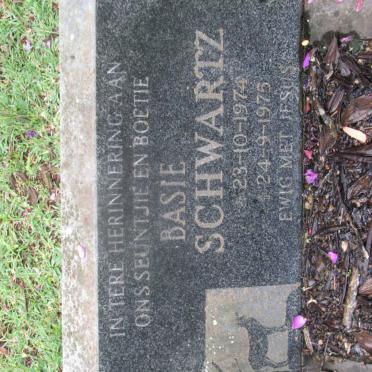 IN TERE HERINNERING AAN
ONS SEUNTJIE EN BOETIE
BASIE
SCHWARTZ
23-10-1974
24-9-1975
EWIG MET JESUS